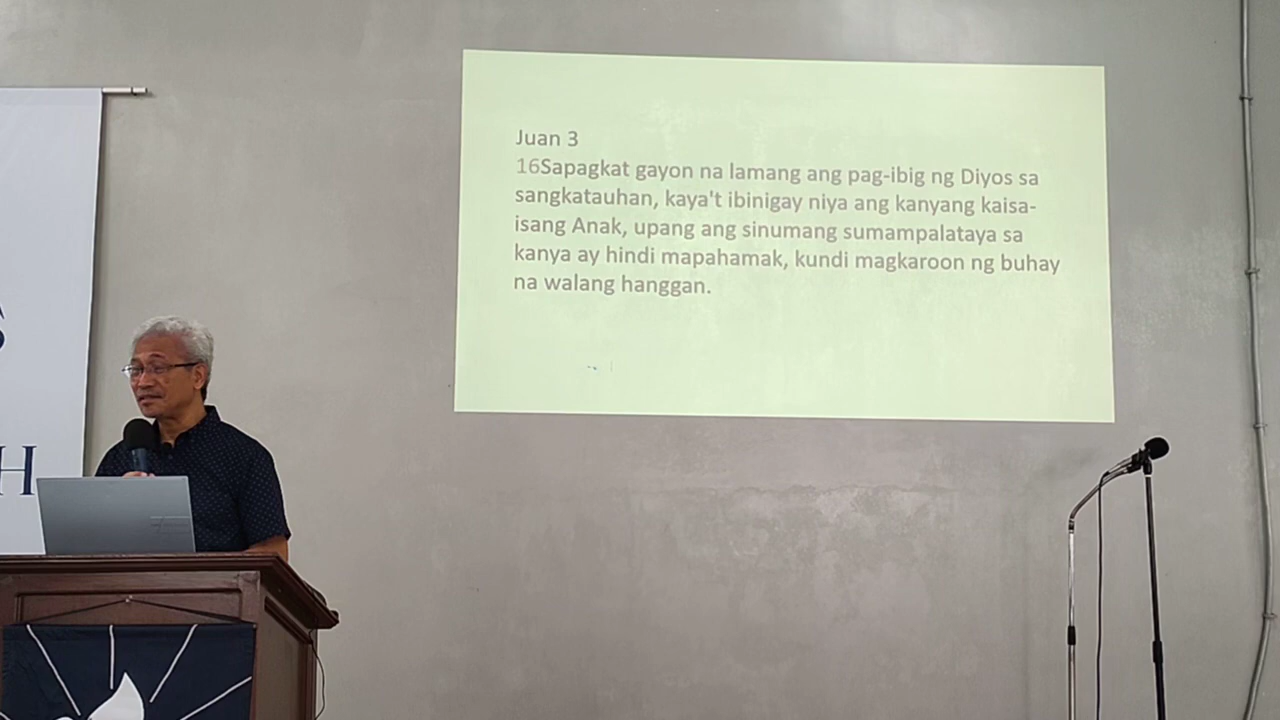 Juan 3
16Sapagkat gayon na lamang ang pag-ibig ng Diyos sa
sangkatauhan, kaya't ibinigay niya ang kanyang kaisa-
isang Anak, upang ang sinumang sumampalataya sa
kanya ay hindi mapahamak, kundi magkaroon ng buhay
na walang hanggan.
S
H